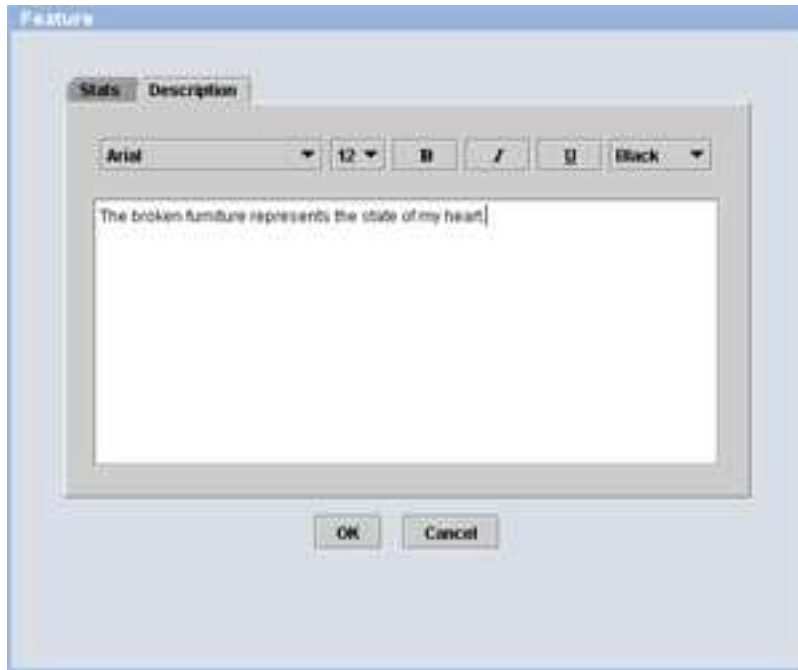 Feature
Stats Description
Arial 12 B I U Black
The broken furniture represents the state of my heart.
OK Cancel